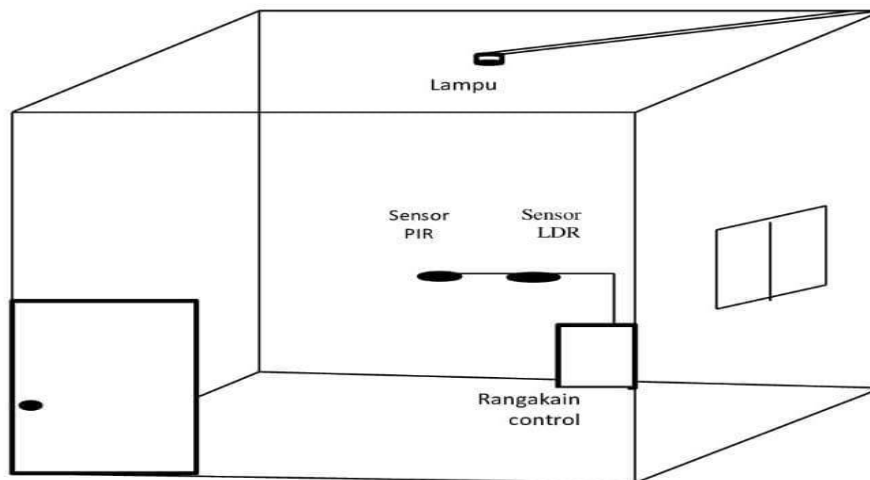 Lampu
Sensor
PIR
Sensor
LDR
Rangakain
control